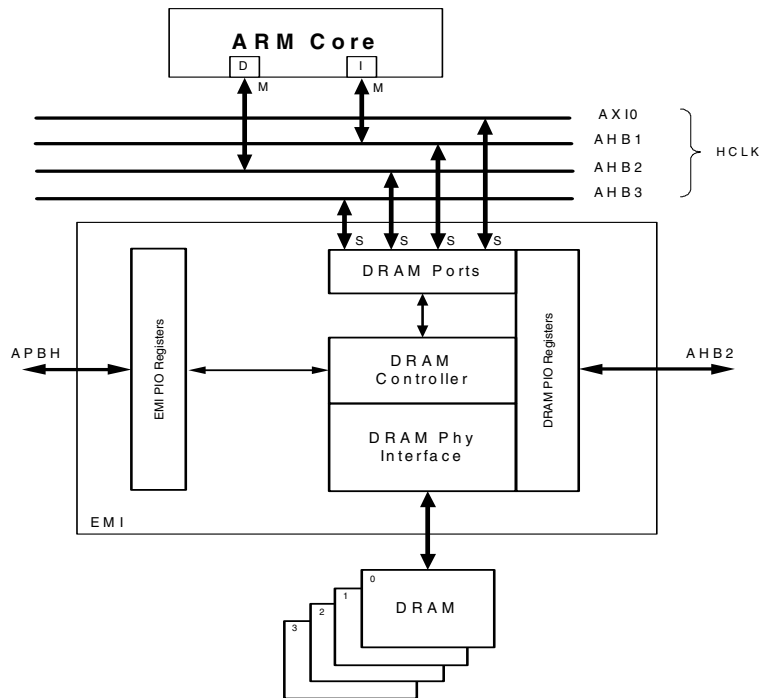 ARM Core
D
I
M
M
AXI0
AHB1
AHB2
AHB3
HCLK
S
S
S
S
DRAM Ports
EMI PIO Registers
DRAM PIO Registers
APBH
AHB2
DRAM
Controller
DRAM Phy
Interface
EMI
0
DRAM
1
2
3